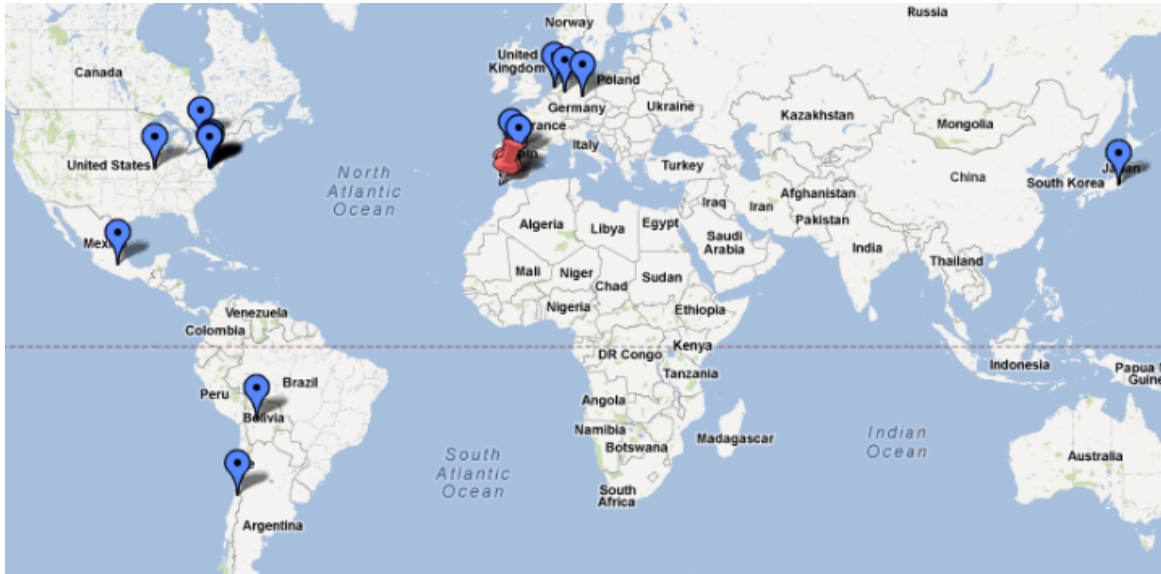 Russia
Norway
Canada
United
Kingdom
Poland
Germany
Ukraine
Kazakhstan
Mongolia
France
Italy
United States
Turkey
China
South Korea
North
Atlantic
Ocean
Iraq
Iran
Afghanistan
Pakistan
Algeria
Libya
Egypt
Saudi
Arabia
India
Mali
Niger
Chad
Sudan
Thailand
Nigeria
Ethiopia
Venezuela
Colombia
DR Congo
Kenya
Tanzania
Indonesia
Papua
Guine
Peru
Brazil
Bolivia
Angola
Namibia
Botswana
Madagascar
South
Atlantic
Ocean
Indian
Ocean
Australia
South
Africa
Argentina